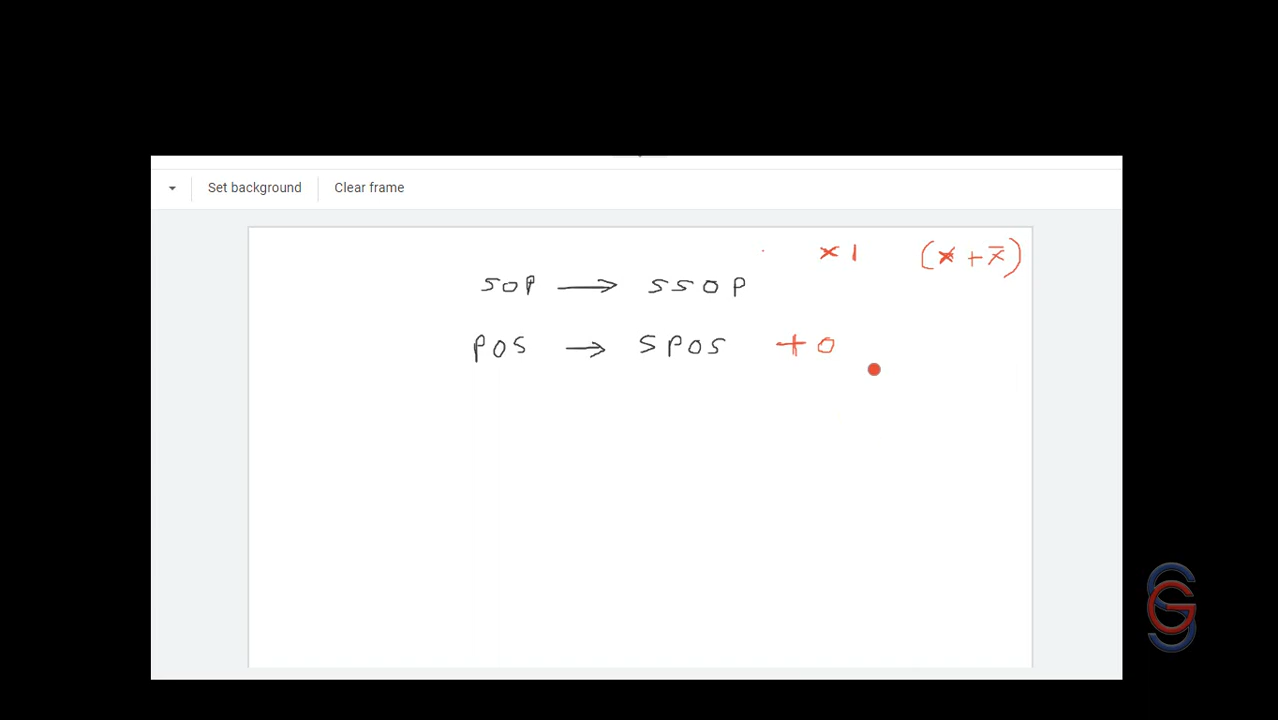 Set background Clear frame
×1 (x + x̅)
SOP → SSOP
POS → SPOS + 0